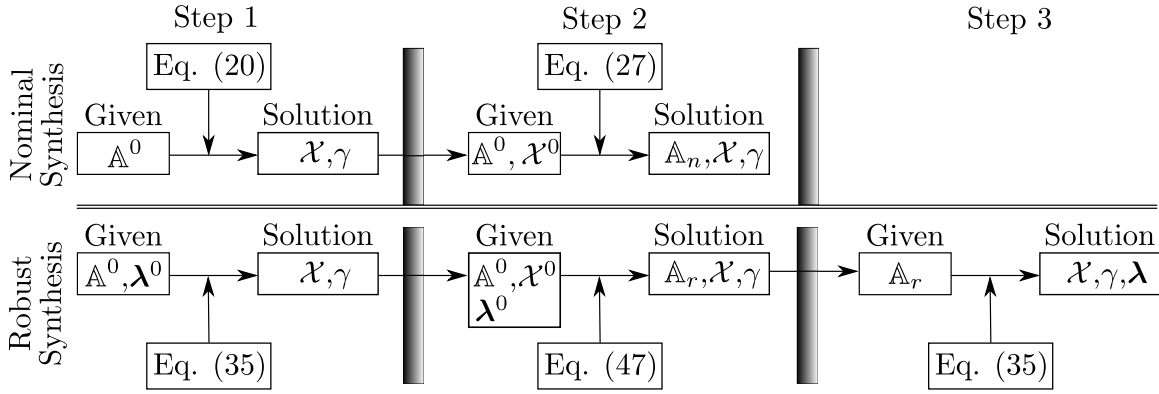 Step 1
Step 2
Step 3
Nominal
Synthesis
Eq. (20)
Given
𝔸⁰
Solution
𝒳,γ
Eq. (27)
Given
𝔸⁰,𝒳⁰
Solution
𝔸ₙ,𝒳,γ
Robust
Synthesis
Given
𝔸⁰,𝝀⁰
Solution
𝒳,γ
Eq. (35)
Given
𝔸⁰,𝒳⁰
𝝀⁰
Solution
𝔸ᵣ,𝒳,γ
Eq. (47)
Given
𝔸ᵣ
Solution
𝒳,γ,𝝀
Eq. (35)